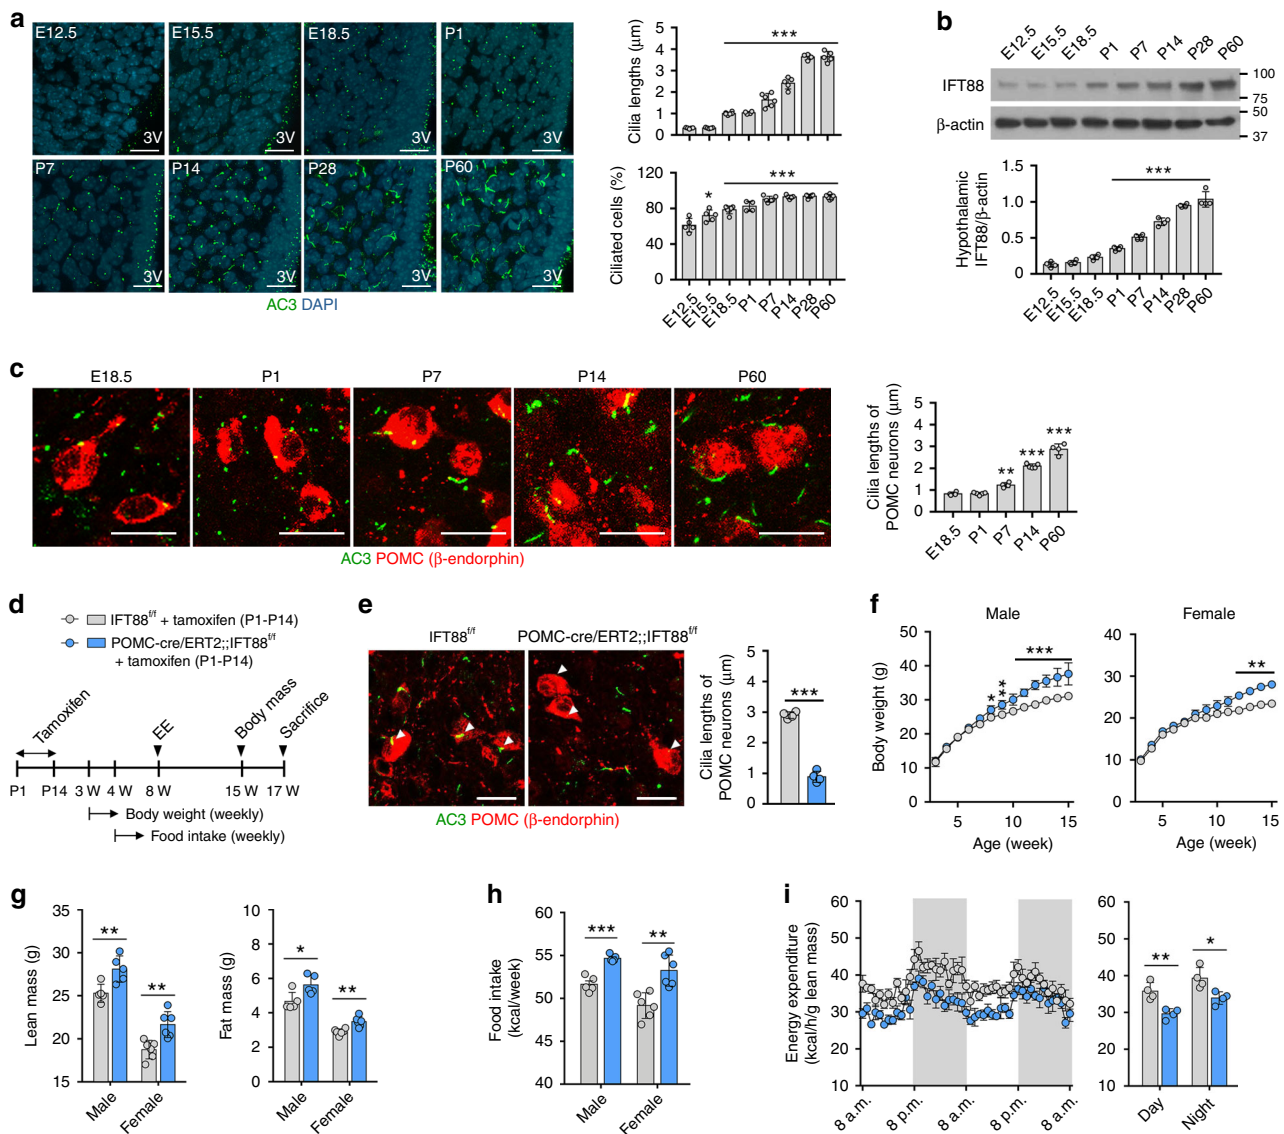 a
E12.5
E15.5
E18.5
P1
3V
3V
3V
3V
P7
P14
P28
P60
3V
3V
3V
3V
AC3 DAPI
Cilia lengths (μm)
5
4
3
2
1
0
***
Ciliated cells (%)
120
80
40
0
*
***
E12.5
E15.5
E18.5
P1
P7
P14
P28
P60
b
E12.5
E15.5
E18.5
P1
P7
P14
P28
P60
IFT88
100
75
β-actin
50
37
Hypothalamic
IFT88/β-actin
1.5
1.0
0.5
0
***
E12.5
E15.5
E18.5
P1
P7
P14
P28
P60
c
E18.5
P1
P7
P14
P60
AC3 POMC (β-endorphin)
Cilia lengths of
POMC neurons (μm)
5
4
3
2
1
0
**
***
***
E18.5
P1
P7
P14
P60
d
IFT88f/f + tamoxifen (P1-P14)
POMC-cre/ERT2;;IFT88f/f
+ tamoxifen (P1-P14)
Tamoxifen
EE
Body mass
Sacrifice
P1
P14
3 W
4 W
8 W
15 W
17 W
Body weight (weekly)
Food intake (weekly)
e
IFT88f/f
POMC-cre/ERT2;;IFT88f/f
AC3 POMC (β-endorphin)
Cilia lengths of
POMC neurons (μm)
5
4
3
2
1
0
***
f
Male
Body weight (g)
50
40
30
20
10
0
*
**
***
5
10
15
Age (week)
Female
40
30
20
10
0
**
5
10
15
Age (week)
g
Lean mass (g)
35
30
25
20
15
**
**
Male
Female
Fat mass (g)
10
8
6
4
2
0
*
**
Male
Female
h
Food intake
(kcal/week)
60
55
50
45
40
***
**
Male
Female
i
Energy expenditure
(kcal/h/g lean mass)
60
50
40
30
20
10
8 a.m.
8 p.m.
8 a.m.
8 p.m.
8 a.m.
60
50
40
30
20
10
**
*
Day
Night